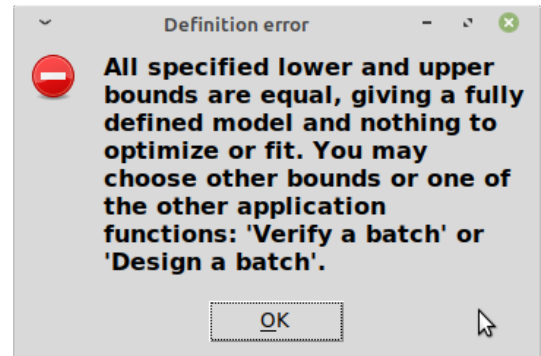 Definition error
All specified lower and upper
bounds are equal, giving a fully
defined model and nothing to
optimize or fit. You may
choose other bounds or one of
the other application
functions: 'Verify a batch' or
'Design a batch'.
OK